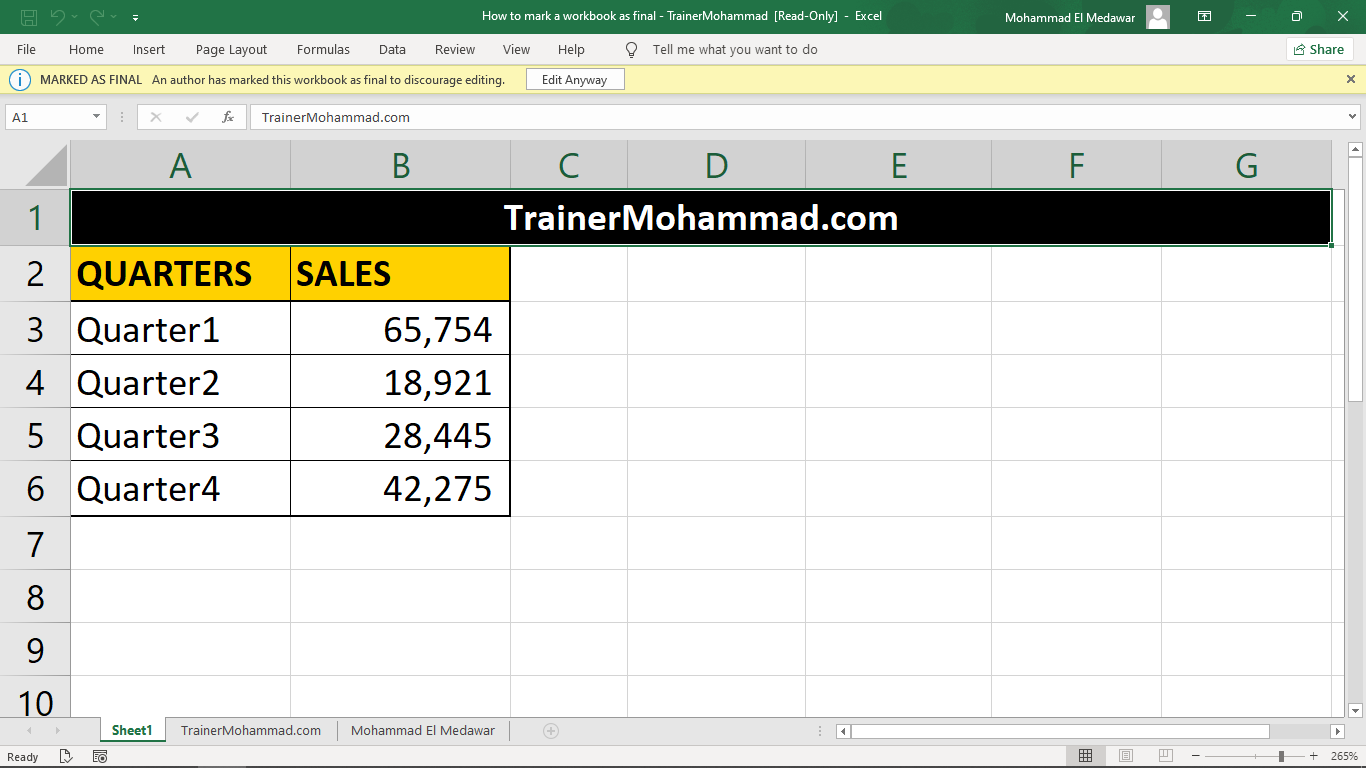 How to mark a workbook as final - TrainerMohammad [Read-Only] - Excel
Mohammad El Medawar
File Home Insert Page Layout Formulas Data Review View Help Tell me what you want to do Share
MARKED AS FINAL An author has marked this workbook as final to discourage editing. Edit Anyway
A1 fx TrainerMohammad.com
A B C D E F G
1 TrainerMohammad.com
2 QUARTERS SALES
3 Quarter1 65,754
4 Quarter2 18,921
5 Quarter3 28,445
6 Quarter4 42,275
7
8
9
10
Sheet1 TrainerMohammad.com Mohammad El Medawar
Ready 265%